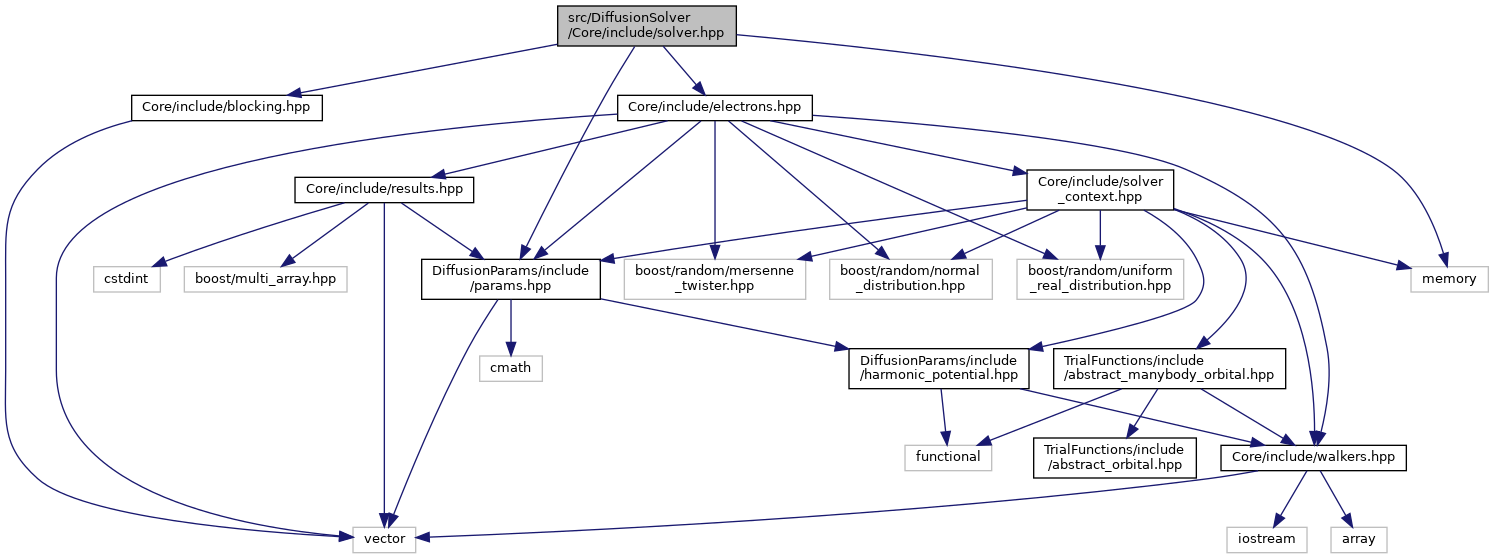 src/DiffusionSolver
/Core/include/solver.hpp
Core/include/blocking.hpp
Core/include/electrons.hpp
Core/include/results.hpp
Core/include/solver
_context.hpp
cstdint
boost/multi_array.hpp
DiffusionParams/include
/params.hpp
boost/random/mersenne
_twister.hpp
boost/random/normal
_distribution.hpp
boost/random/uniform
_real_distribution.hpp
memory
cmath
DiffusionParams/include
/harmonic_potential.hpp
TrialFunctions/include
/abstract_manybody_orbital.hpp
functional
TrialFunctions/include
/abstract_orbital.hpp
Core/include/walkers.hpp
vector
iostream
array